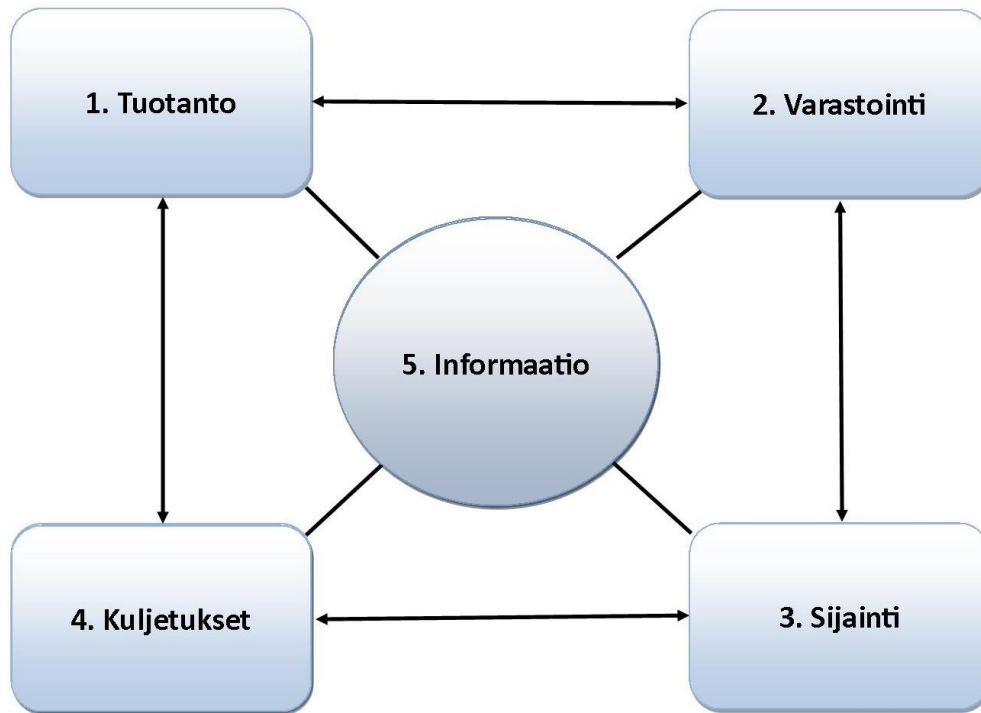 1. Tuotanto
2. Varastointi
5. Informaatio
4. Kuljetukset
3. Sijainti